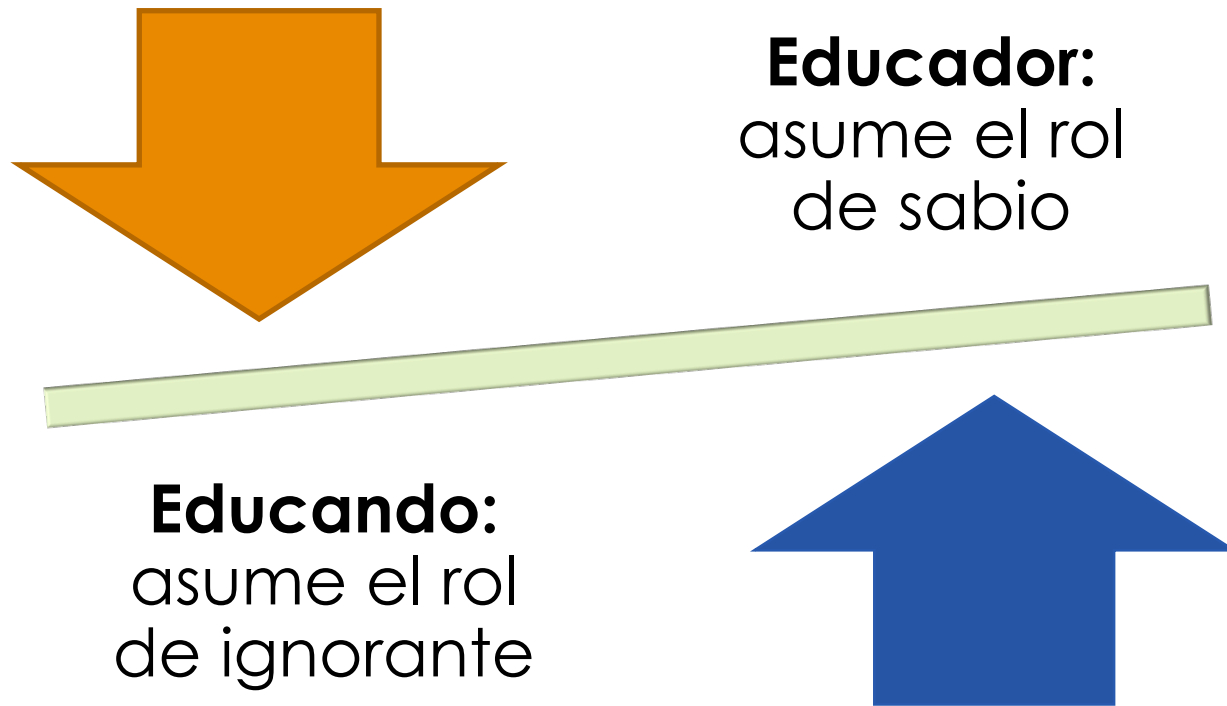 Educador:
asume el rol
de sabio
Educando:
asume el rol
de ignorante